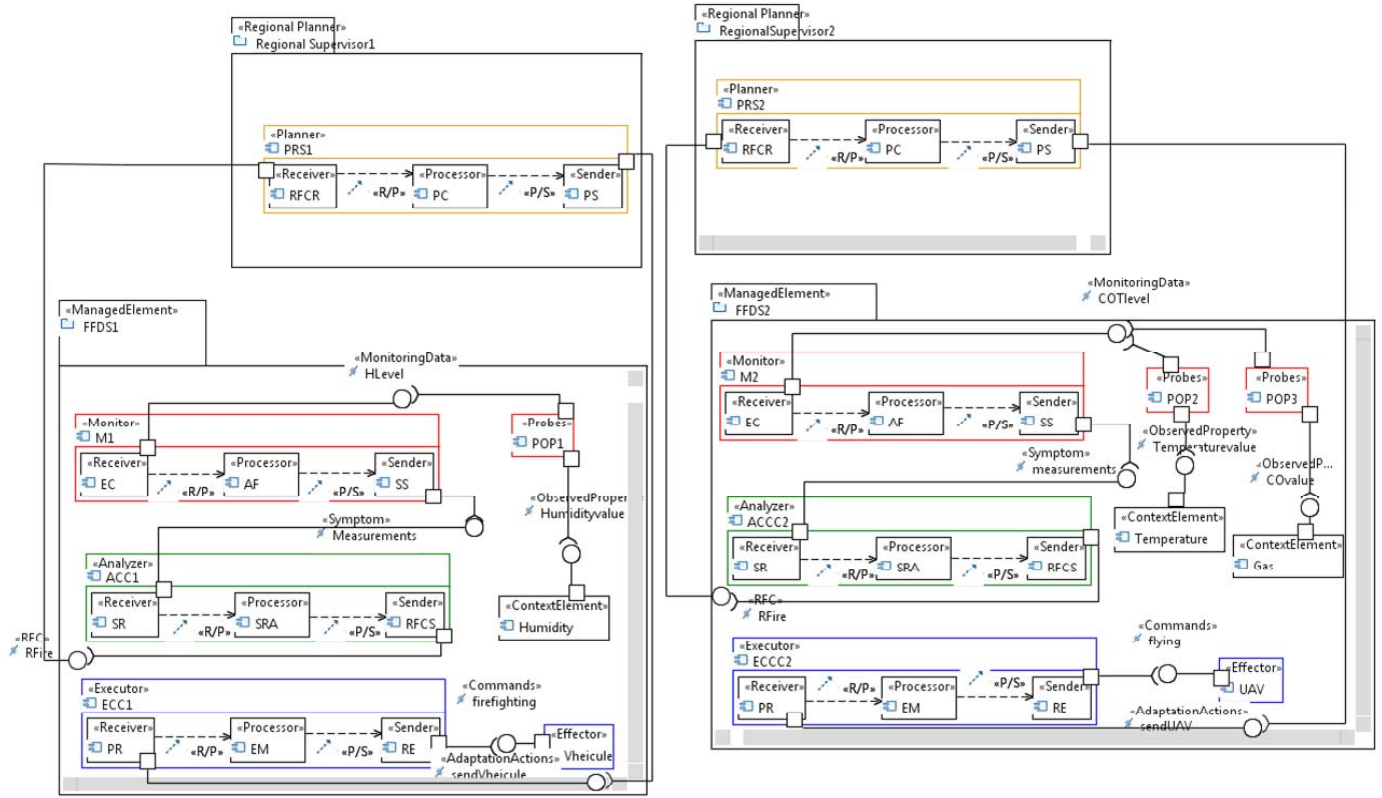 «Regional Planner»
Regional Supervisor1
«Planner»
PRS1
«Receiver»
RFCR
«R/P»
«Processor»
PC
«P/S»
«Sender»
PS
«Regional Planner»
RegionalSupervisor2
«Planner»
PRS2
«Receiver»
RFCR
«R/P»
«Processor»
PC
«P/S»
«Sender»
PS
«ManagedElement»
FFDS1
«MonitoringData»
HLevel
«Monitor»
M1
«Receiver»
EC
«R/P»
«Processor»
AF
«P/S»
«Sender»
SS
«Probes»
POP1
«ObservedProperty
Humidityvalue
«Symptom»
Measurements
«Analyzer»
ACC1
«Receiver»
SR
«R/P»
«Processor»
SRA
«P/S»
«Sender»
RFCS
«ContextElement»
Humidity
«RFC»
RFire
«Executor»
ECC1
«Receiver»
PR
«R/P»
«Processor»
EM
«P/S»
«Sender»
RE
«Commands»
firefighting
«Effector»
Vheicule
«AdaptationActions»
sendVheicule
«ManagedElement»
FFDS2
«MonitoringData»
COTlevel
«Monitor»
M2
«Receiver»
EC
«R/P»
«Processor»
AF
«P/S»
«Sender»
SS
«Probes»
POP2
«Probes»
POP3
«ObservedProperty
Temperaturevalue
«ObservedP...
COvalue
«Symptom»
measurements
«Analyzer»
ACCC2
«Receiver»
SR
«R/P»
«Processor»
SRA
«P/S»
«Sender»
RFCS
«ContextElement»
Temperature
«ContextElement»
Gas
«RFC»
RFire
«Executor»
ECCC2
«Receiver»
PR
«R/P»
«Processor»
EM
«P/S»
«Sender»
RE
«Commands»
flying
«Effector»
UAV
«AdaptationActions»
sendUAV